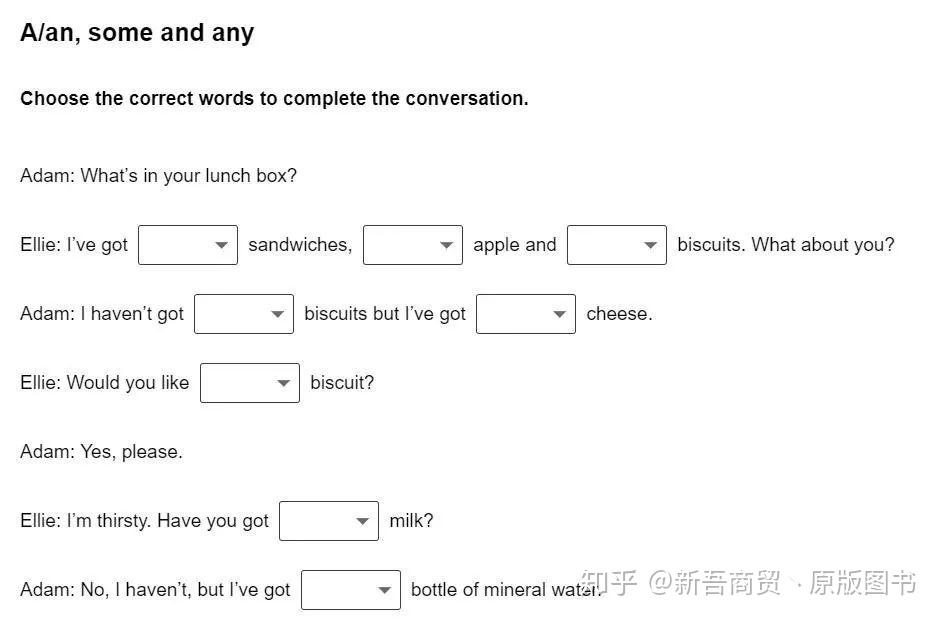 A/an, some and any
Choose the correct words to complete the conversation.
Adam: What's in your lunch box?
Ellie: I've got sandwiches, apple and biscuits. What about you?
Adam: I haven't got biscuits but I've got cheese.
Ellie: Would you like biscuit?
Adam: Yes, please.
Ellie: I'm thirsty. Have you got milk?
Adam: No, I haven't, but I've got bottle of mineral water.
知乎 @新吾商贸、原版图书